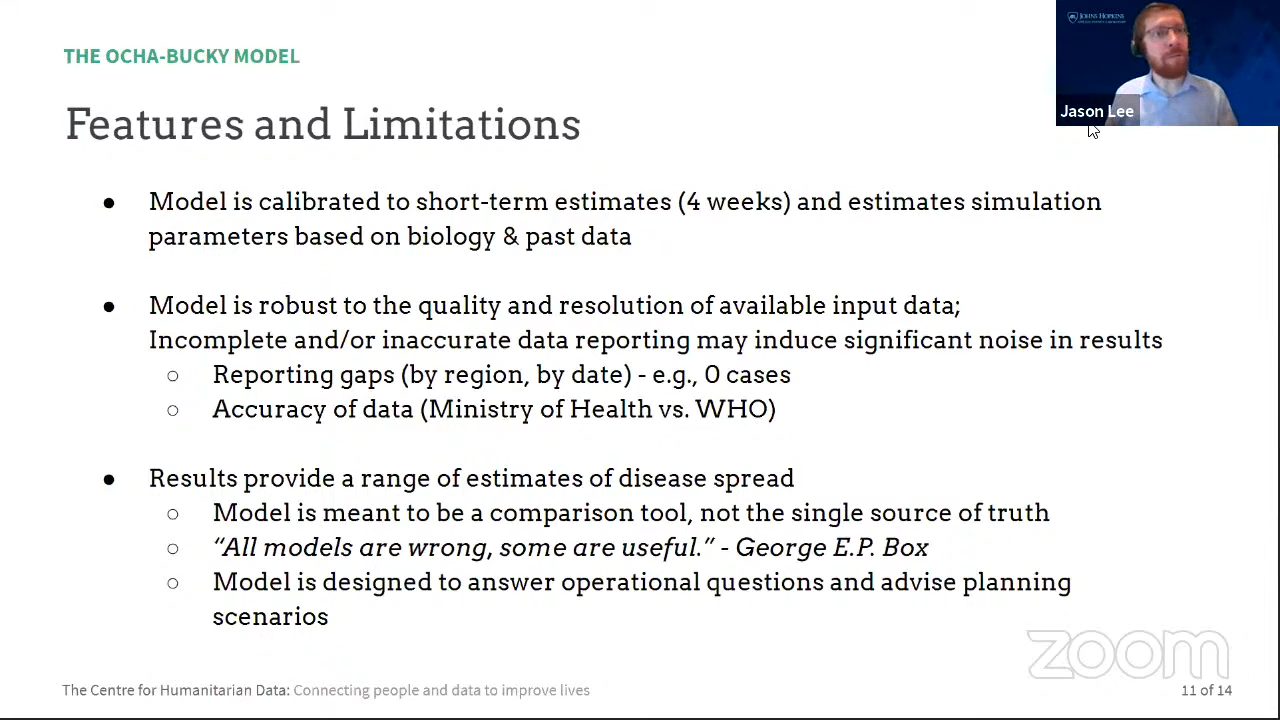 THE OCHA-BUCKY MODEL
JOHNS HOPKINS
Jason Lee
Features and Limitations
● Model is calibrated to short-term estimates (4 weeks) and estimates simulation
parameters based on biology & past data
● Model is robust to the quality and resolution of available input data;
Incomplete and/or inaccurate data reporting may induce significant noise in results
○ Reporting gaps (by region, by date) - e.g., 0 cases
○ Accuracy of data (Ministry of Health vs. WHO)
● Results provide a range of estimates of disease spread
○ Model is meant to be a comparison tool, not the single source of truth
○ “All models are wrong, some are useful.” - George E.P. Box
○ Model is designed to answer operational questions and advise planning
scenarios
zoom
The Centre for Humanitarian Data: Connecting people and data to improve lives
11 of 14